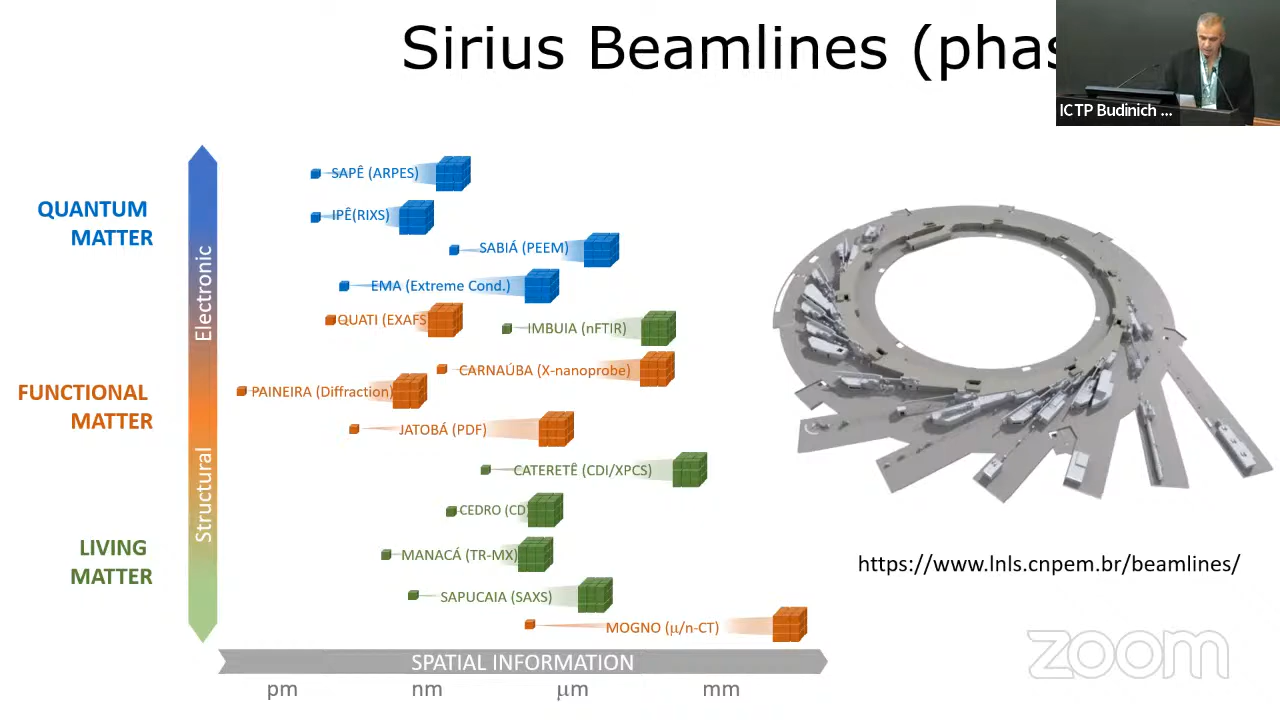 Sirius Beamlines (phas
ICTP Budinich ...
QUANTUM
MATTER
FUNCTIONAL
MATTER
LIVING
MATTER
Electronic
Structural
SAPÊ (ARPES)
IPÊ(RIXS)
SABIÁ (PEEM)
EMA (Extreme Cond.)
QUATI (EXAFS
IMBUIA (nFTIR)
CARNAÚBA (X-nanoprobe)
PAINEIRA (Diffraction)
JATOBÁ (PDF)
CATERETÊ (CDI/XPCS)
CEDRO (CD)
MANACÁ (TR-MX)
SAPUCAIA (SAXS)
MOGNO (μ/n-CT)
SPATIAL INFORMATION
pm nm μm mm
https://www.lnls.cnpem.br/beamlines/
zoom